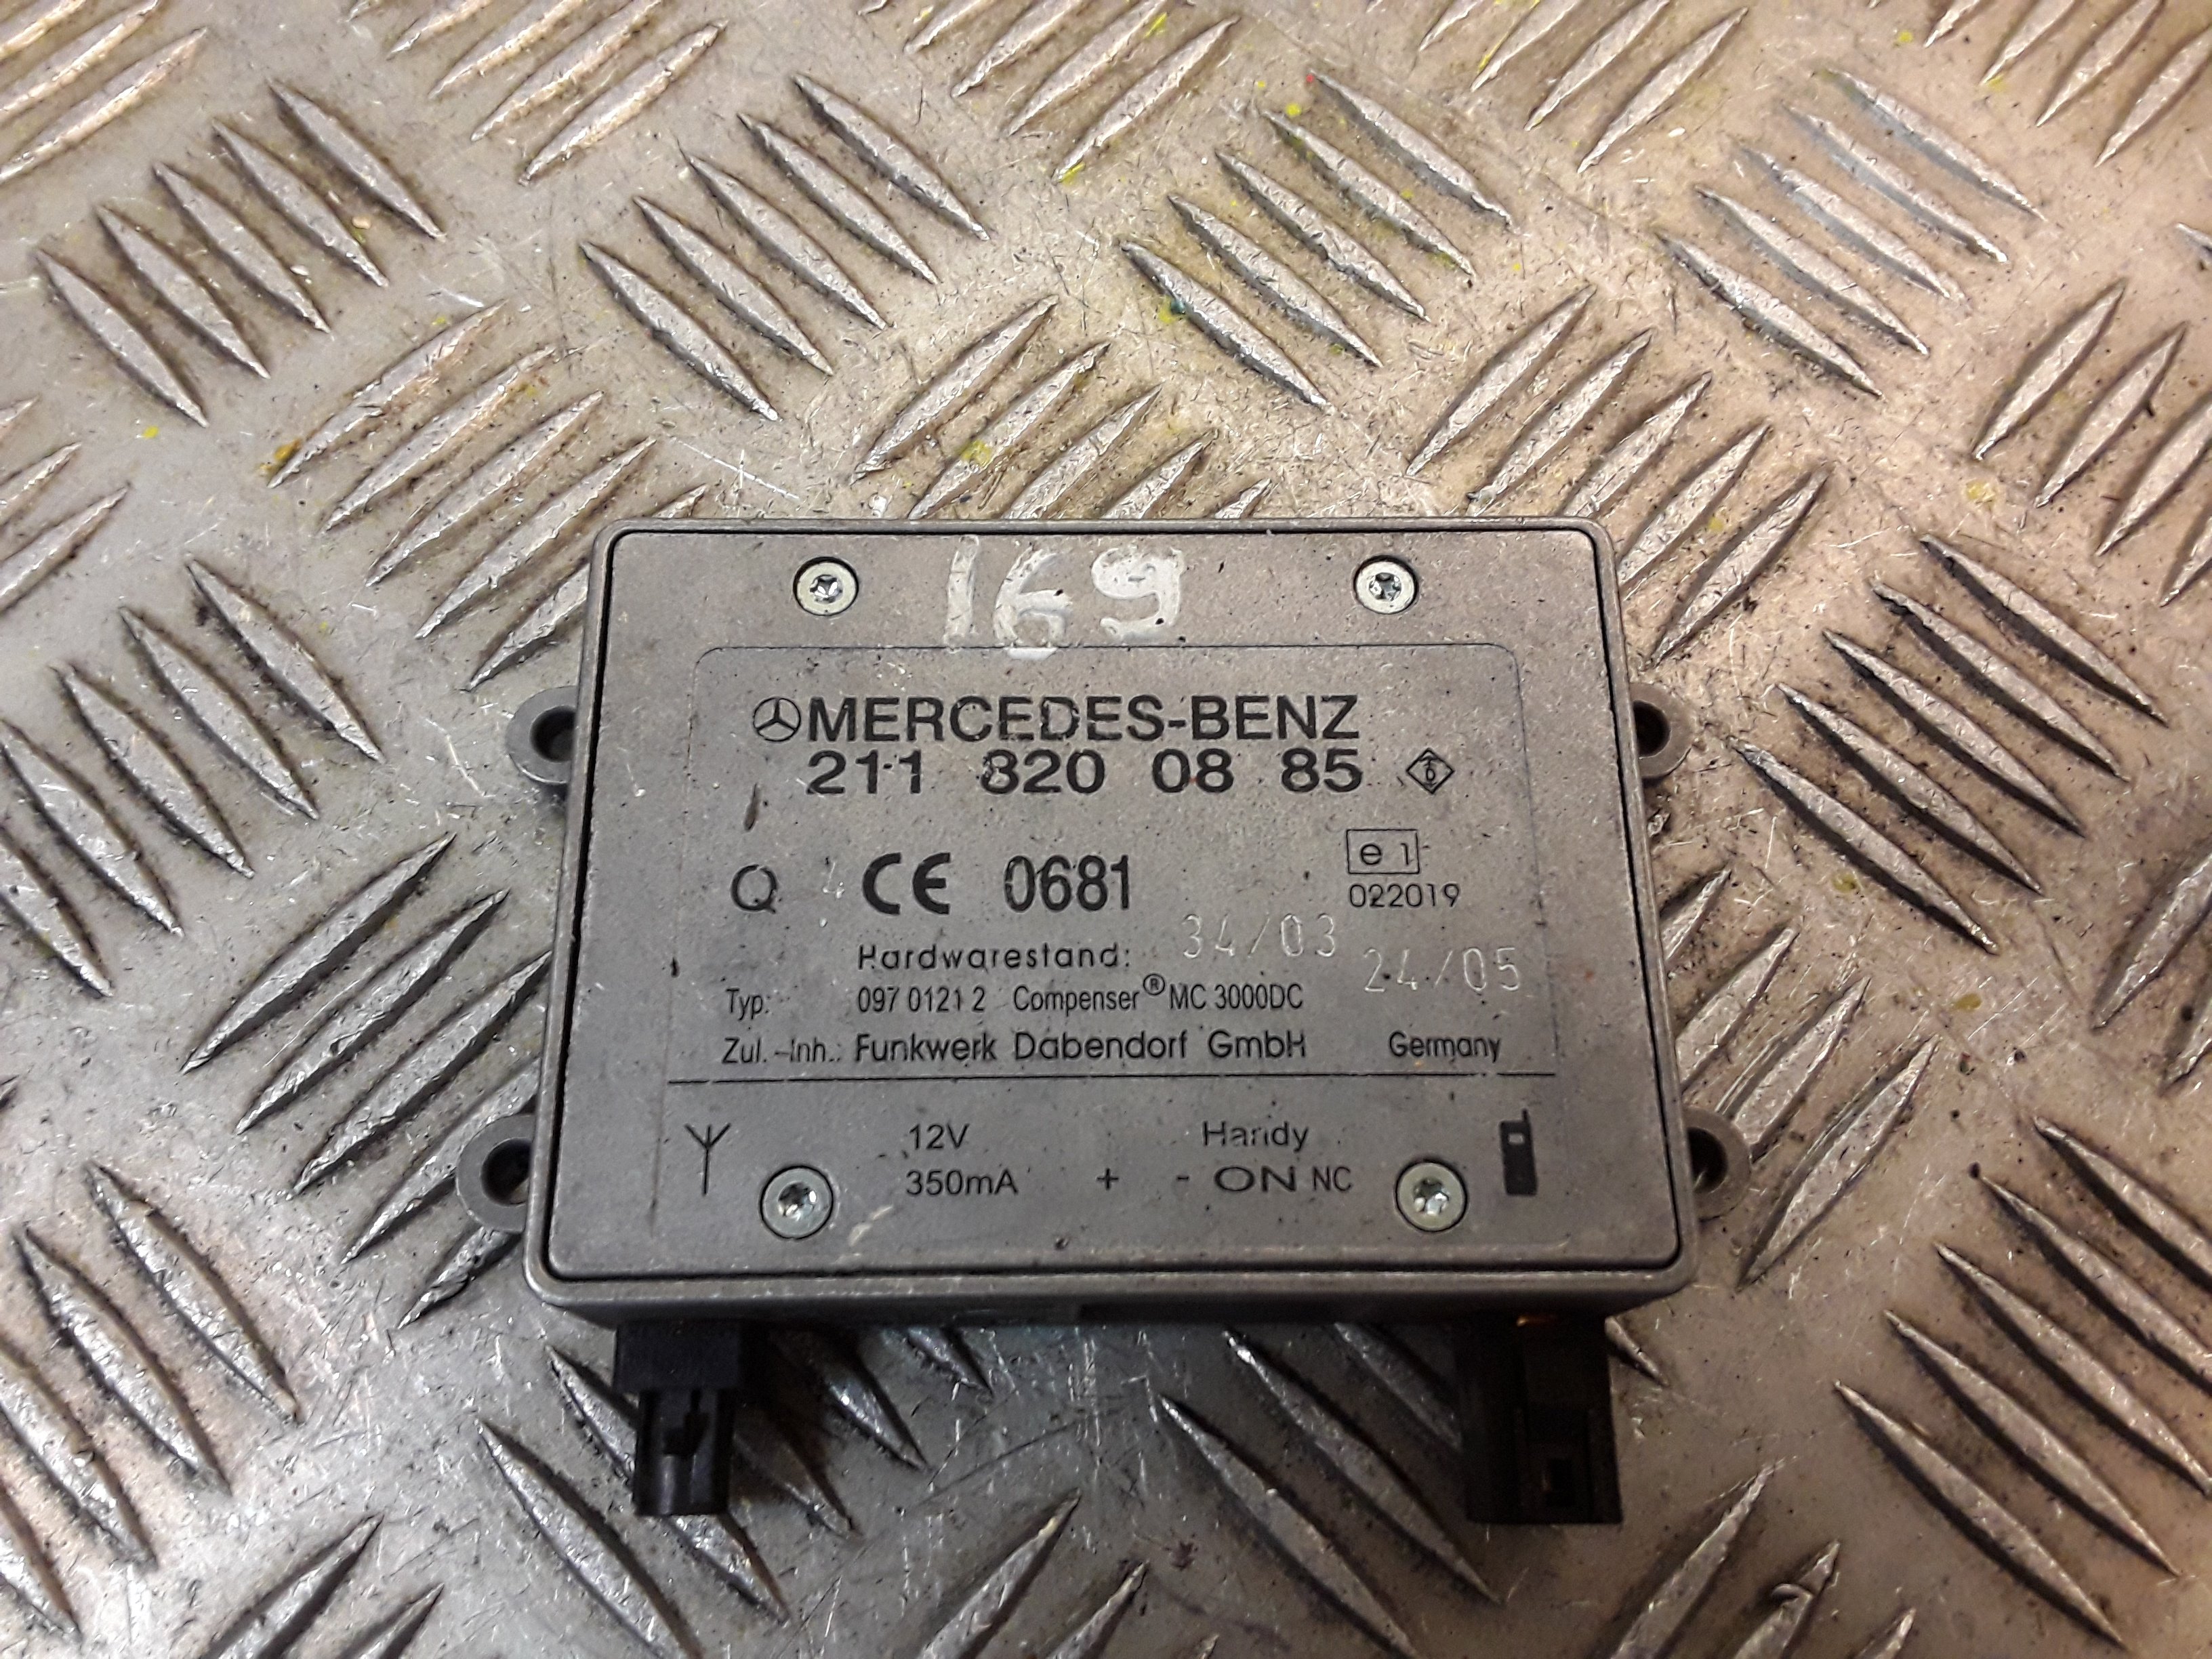 169
MERCEDES-BENZ
211 820 08 85
Q 4 CE 0681
e 1
022019
Hardwarestand: 34/03
24/05
Typ: 097 0121 2 Compenser® MC 3000DC
Zul.-Inh.: Funkwerk Dabendorf GmbH Germany
12V Handy
350mA + - ON NC